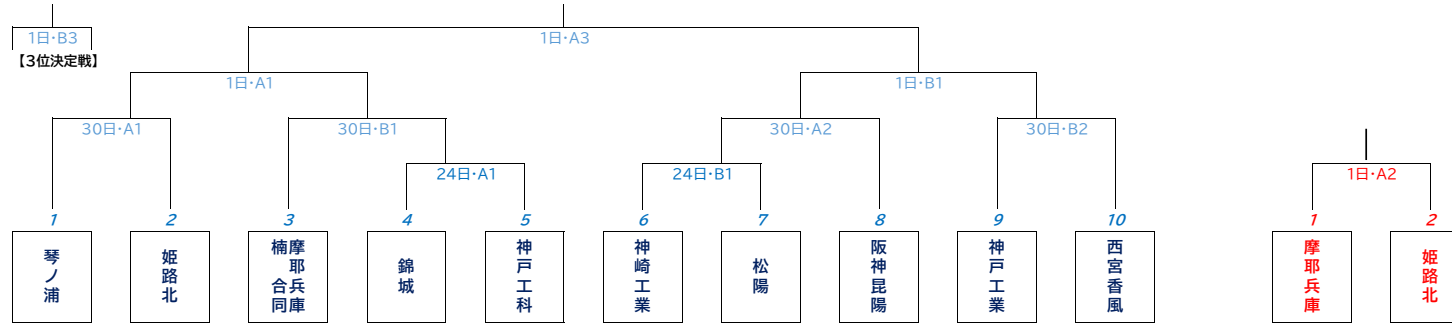 1日・B3
1日・A3
【3位決定戦】
1日・A1
1日・B1
30日・A1
30日・B1
30日・A2
30日・B2
24日・A1
24日・B1
1日・A2
1
2
3
4
5
6
7
8
9
10
1
2
琴ノ浦
姫路北
摩耶兵庫
楠 合同
錦城
神戸工科
神崎工業
松陽
阪神昆陽
神戸工業
西宮香風
摩耶兵庫
姫路北